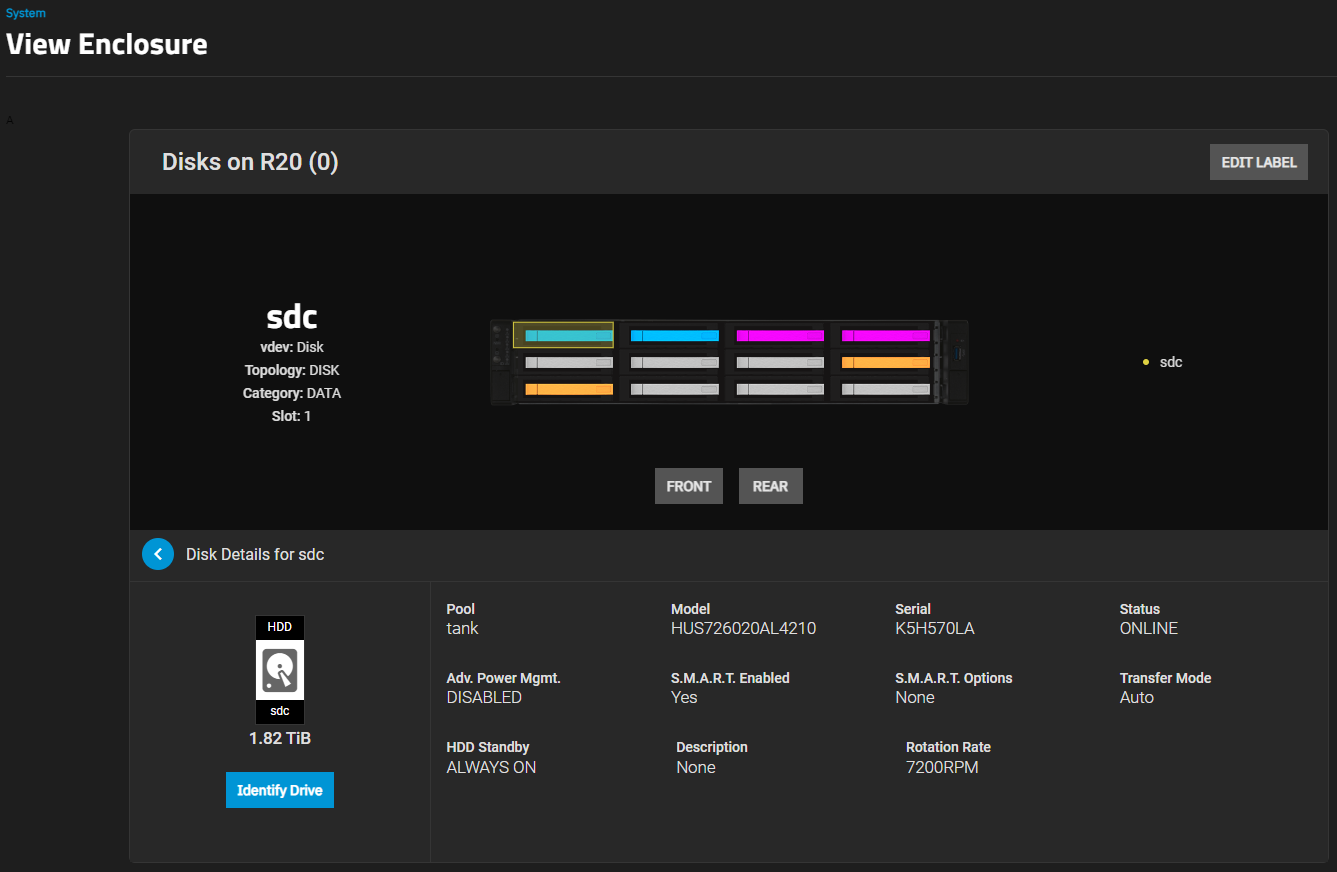 System
View Enclosure
A
Disks on R20 (0)
EDIT LABEL
sdc
vdev: Disk
Topology: DISK
Category: DATA
Slot: 1
sdc
FRONT
REAR
Disk Details for sdc
HDD
sdc
1.82 TiB
Identify Drive
Pool
tank
Model
HUS726020AL4210
Serial
K5H570LA
Status
ONLINE
Adv. Power Mgmt.
DISABLED
S.M.A.R.T. Enabled
Yes
S.M.A.R.T. Options
None
Transfer Mode
Auto
HDD Standby
ALWAYS ON
Description
None
Rotation Rate
7200RPM